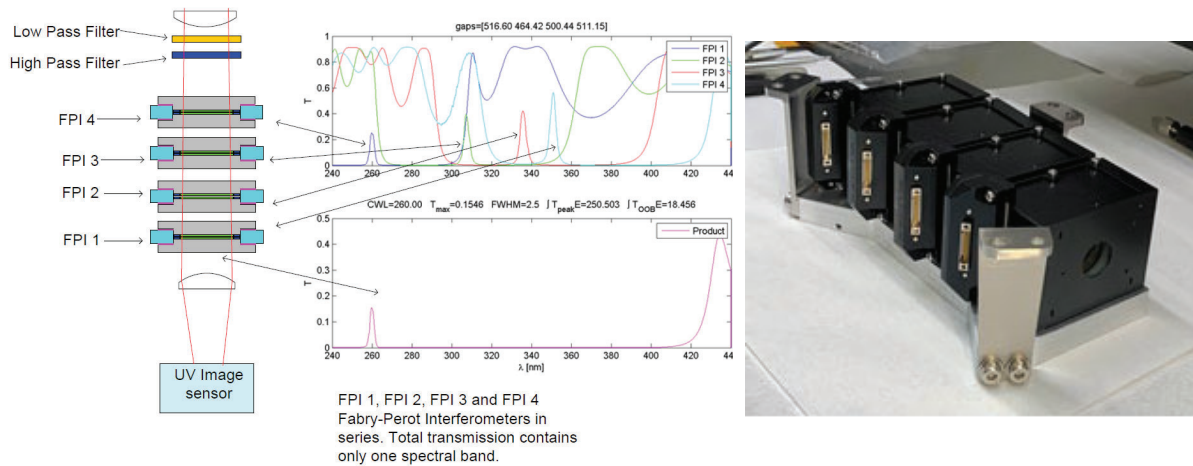 Low Pass Filter
High Pass Filter
FPI 4
FPI 3
FPI 2
FPI 1
UV Image
sensor
gaps=[516.60 464.42 500.44 511.15]
1
0.8
0.6
0.4
0.2
0
T
FPI 1
FPI 2
FPI 3
FPI 4
240 260 280 300 320 340 360 380 400 420 44
CWL=260.00 Tmax=0.1546 FWHM=2.5 ∫TpeakE=250.503 ∫TOOBE=18.456
0.5
0.4
0.3
0.2
0.1
0
T
Product
240 260 280 300 320 340 360 380 400 420 44
λ [nm]
FPI 1, FPI 2, FPI 3 and FPI 4
Fabry-Perot Interferometers in
series. Total transmission contains
only one spectral band.